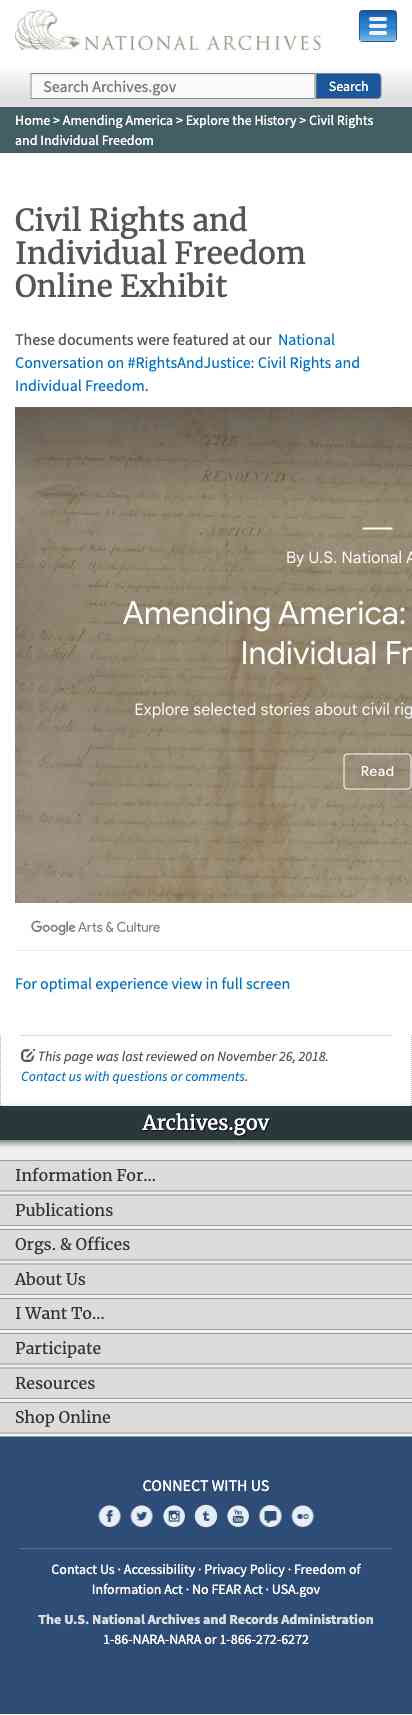 NATIONAL ARCHIVES
Search Archives.gov
Search
Home > Amending America > Explore the History > Civil Rights
and Individual Freedom
Civil Rights and
Individual Freedom
Online Exhibit
These documents were featured at our National
Conversation on #RightsAndJustice: Civil Rights and
Individual Freedom.
THE
RESOLVED
ARTICLE
By U.S. National A
Amending America:
Individual Fr
Explore selected stories about civil rig
Read
Google Arts & Culture
For optimal experience view in full screen
This page was last reviewed on November 26, 2018.
Contact us with questions or comments.
Archives.gov
Information For…
Publications
Orgs. & Offices
About Us
I Want To…
Participate
Resources
Shop Online
CONNECT WITH US
Contact Us · Accessibility · Privacy Policy · Freedom of
Information Act · No FEAR Act · USA.gov
The U.S. National Archives and Records Administration
1-86-NARA-NARA or 1-866-272-6272